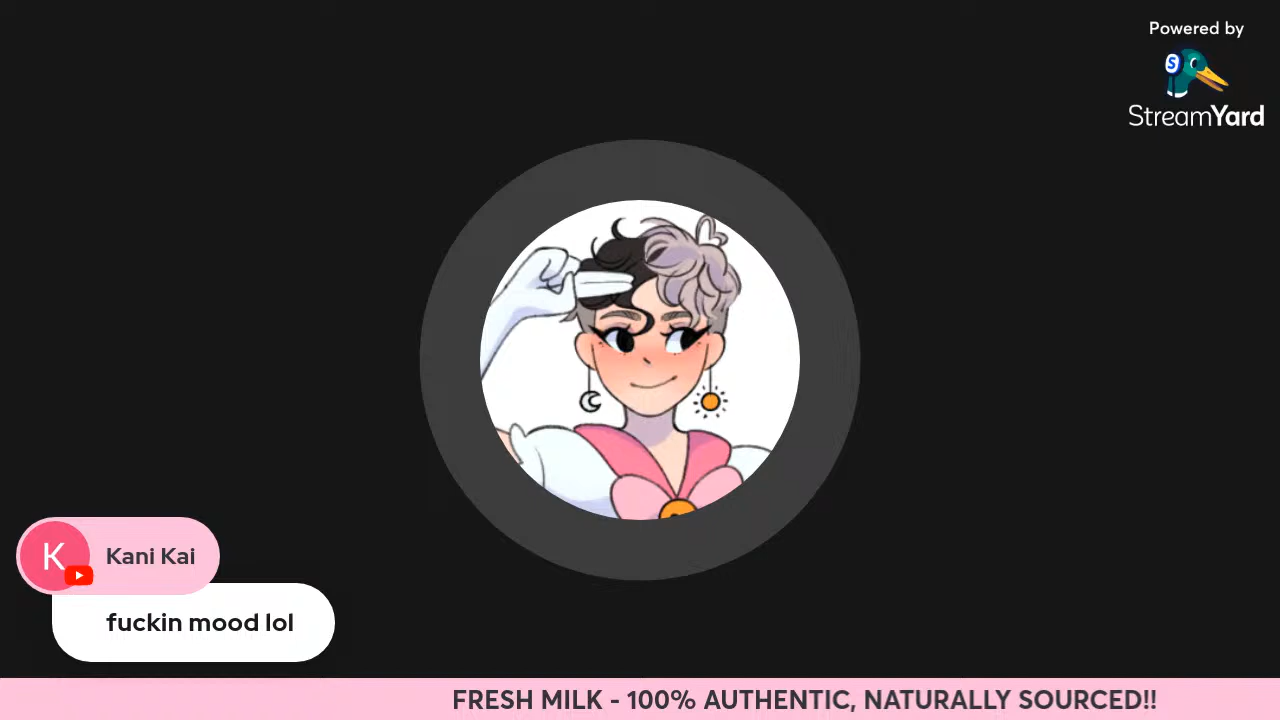 Powered by
S
StreamYard
K
Kani Kai
fuckin mood lol
FRESH MILK - 100% AUTHENTIC, NATURALLY SOURCED!!